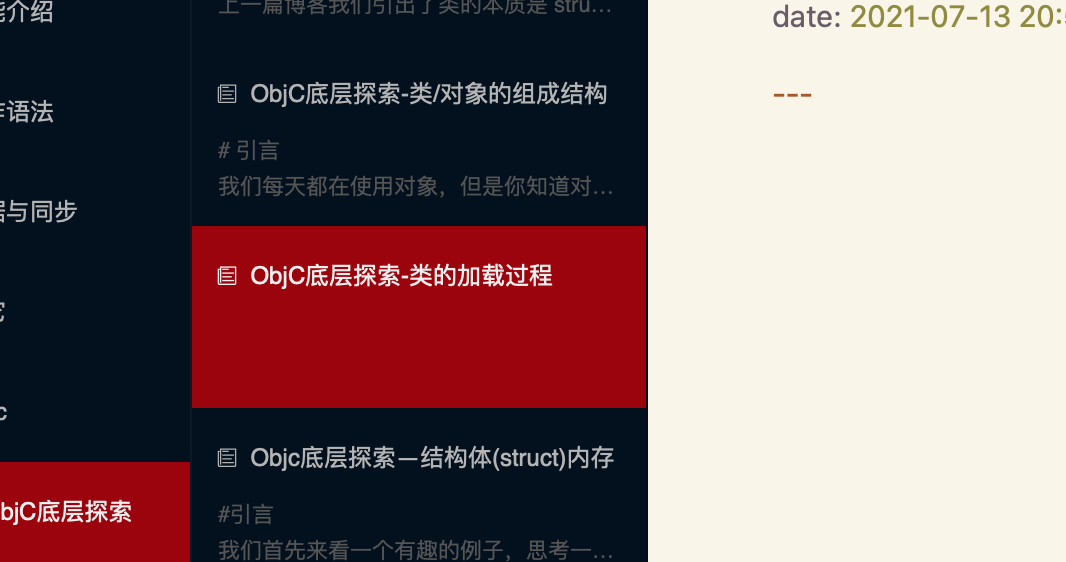 能介绍
作语法
与同步
bjC底层探索
上一篇博客我们引出了类的本质是 stru…
ObjC底层探索-类/对象的组成结构
# 引言
我们每天都在使用对象，但是你知道对…
ObjC底层探索-类的加载过程
Objc底层探索—结构体(struct)内存
#引言
我们首先来看一个有趣的例子，思考一…
date: 2021-07-13 20:
---